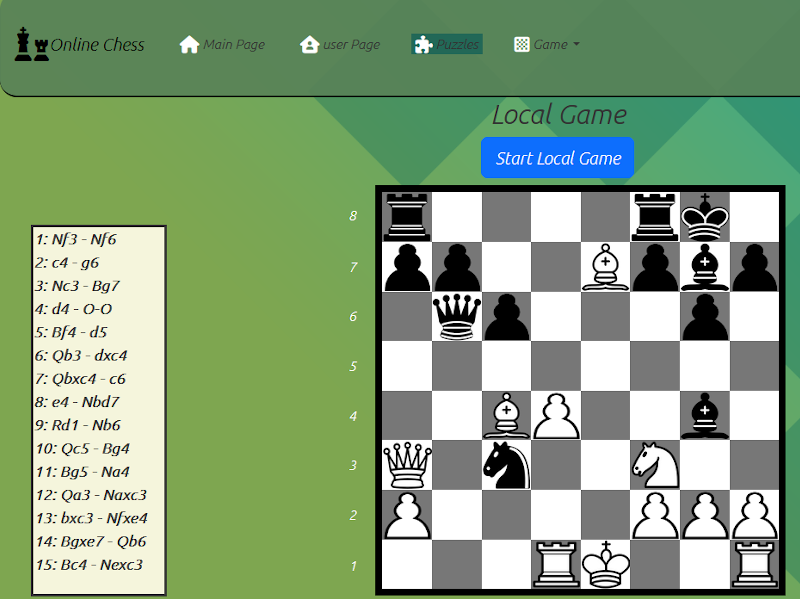 Online Chess Main Page user Page Puzzles Game
Local Game
Start Local Game
8
7
6
5
4
3
2
1
1: Nf3 - Nf6
2: c4 - g6
3: Nc3 - Bg7
4: d4 - O-O
5: Bf4 - d5
6: Qb3 - dxc4
7: Qbxc4 - c6
8: e4 - Nbd7
9: Rd1 - Nb6
10: Qc5 - Bg4
11: Bg5 - Na4
12: Qa3 - Naxc3
13: bxc3 - Nfxe4
14: Bgxe7 - Qb6
15: Bc4 - Nexc3